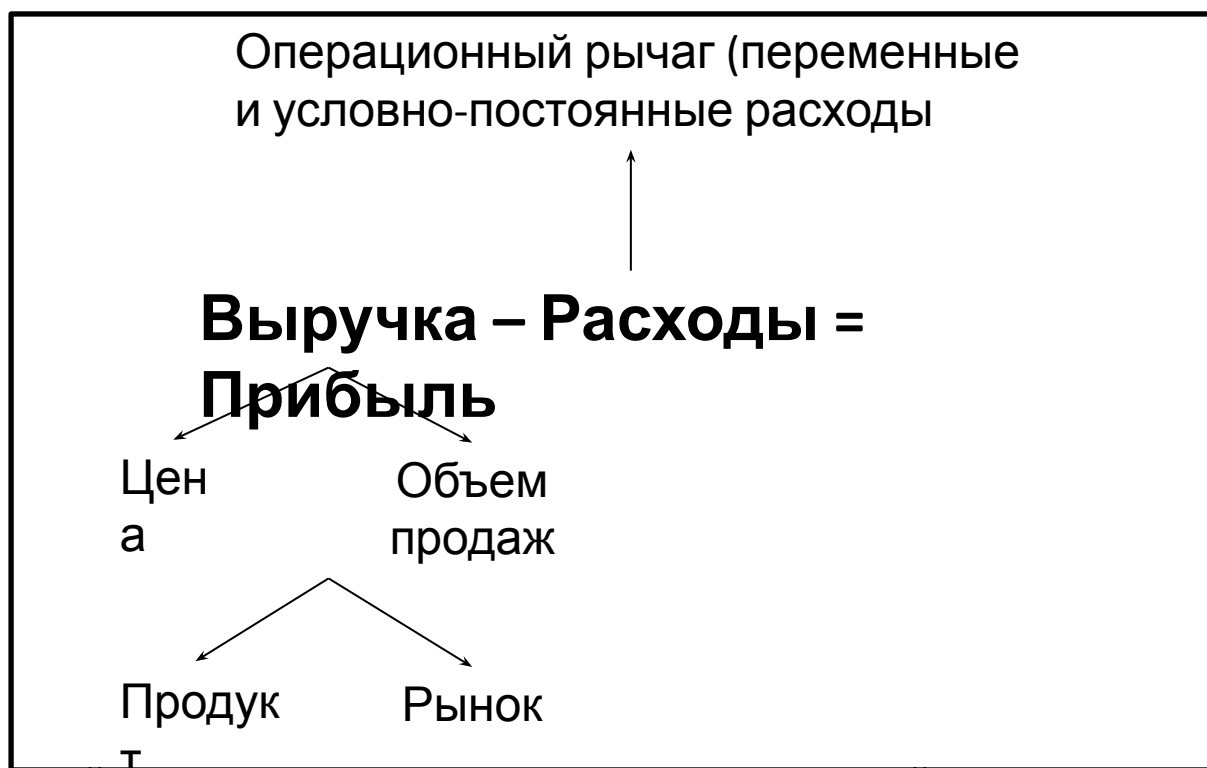 Операционный рычаг (переменные
и условно-постоянные расходы
Выручка – Расходы =
Прибыль
Цен
а
Объем
продаж
Продук
т
Рынок